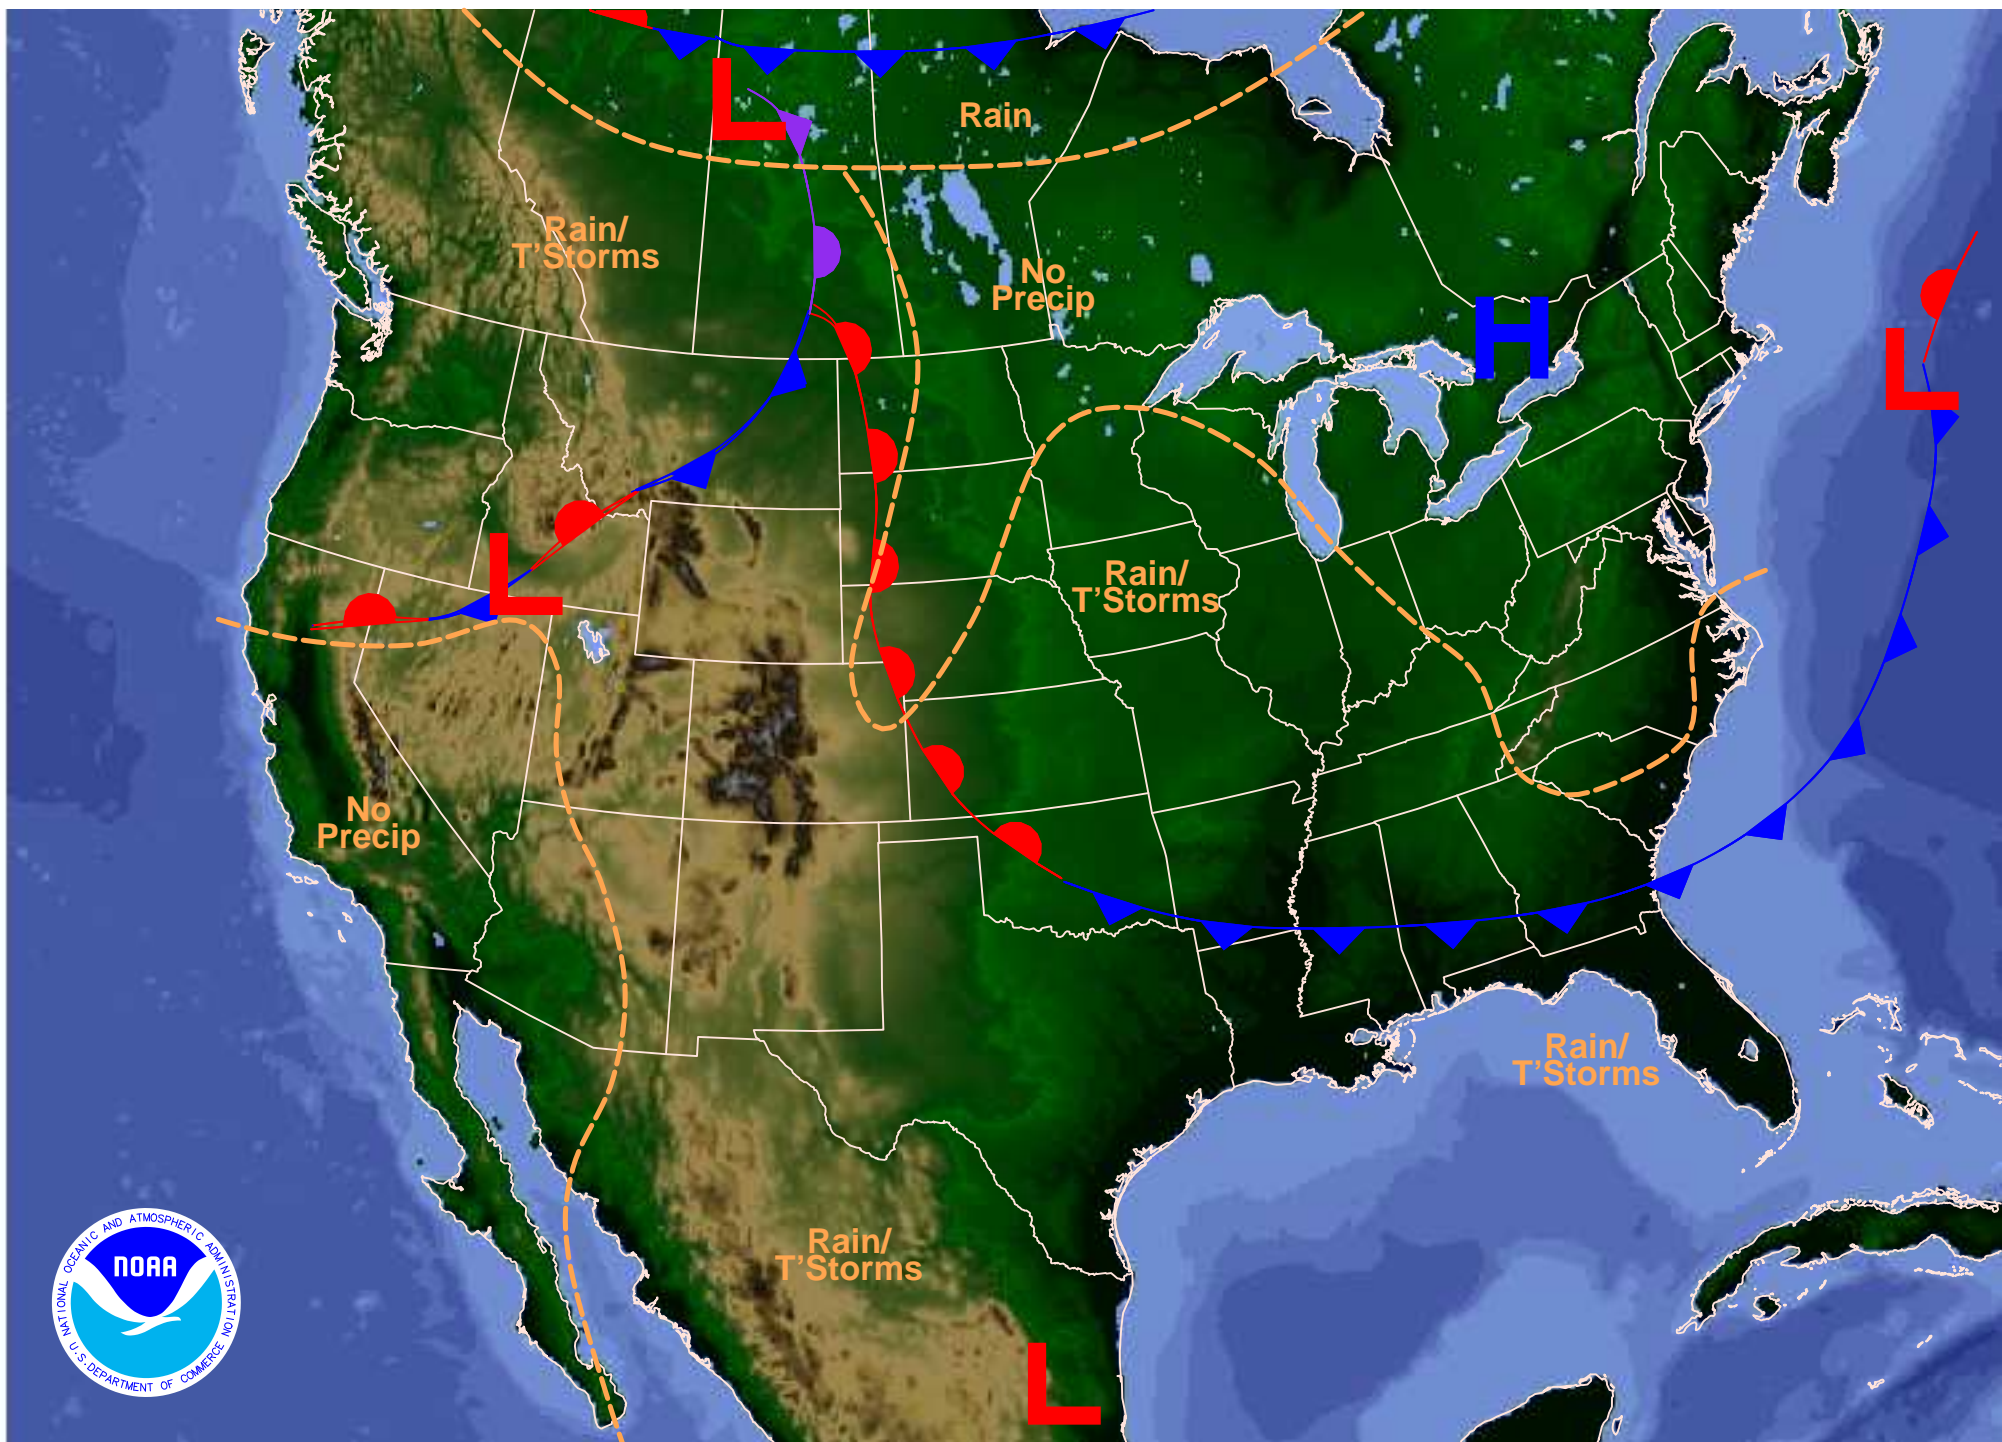 L
Rain
Rain/
T'Storms
No
Precip
H
L
L
Rain/
T'Storms
No
Precip
Rain/
T'Storms
Rain/
T'Storms
L
NATIONAL OCEANIC AND ATMOSPHERIC ADMINISTRATION
NOAA
U.S. DEPARTMENT OF COMMERCE